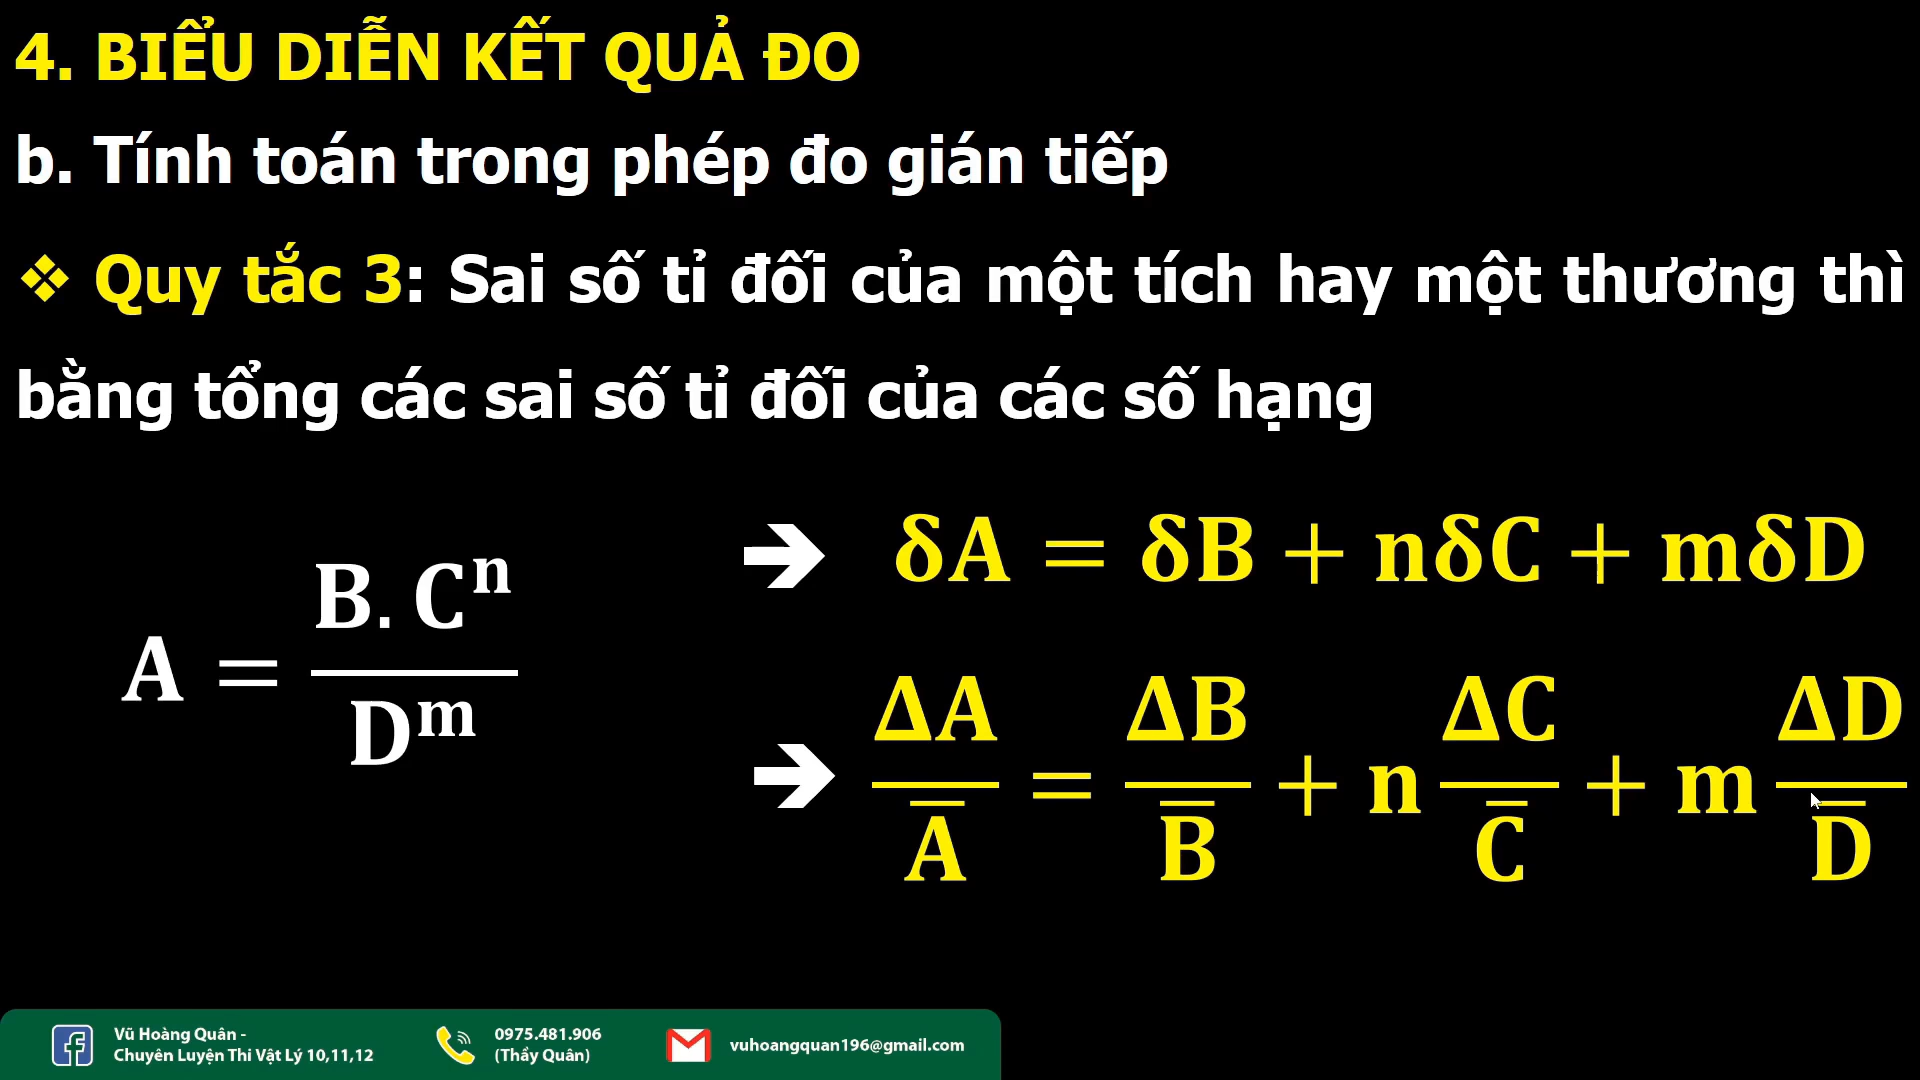 4. BIỂU DIỄN KẾT QUẢ ĐO
b. Tính toán trong phép đo gián tiếp
❖ Quy tắc 3: Sai số tỉ đối của một tích hay một thương thì
bằng tổng các sai số tỉ đối của các số hạng
A = B. Cⁿ / Dᵐ
➔ δA = δB + nδC + mδD
➔ ΔA/A̅ = ΔB/B̅ + n ΔC/C̅ + m ΔD/D̅
Vũ Hoàng Quân -
Chuyên Luyện Thi Vật Lý 10,11,12
0975.481.906
(Thầy Quân)
vuhoangquan196@gmail.com